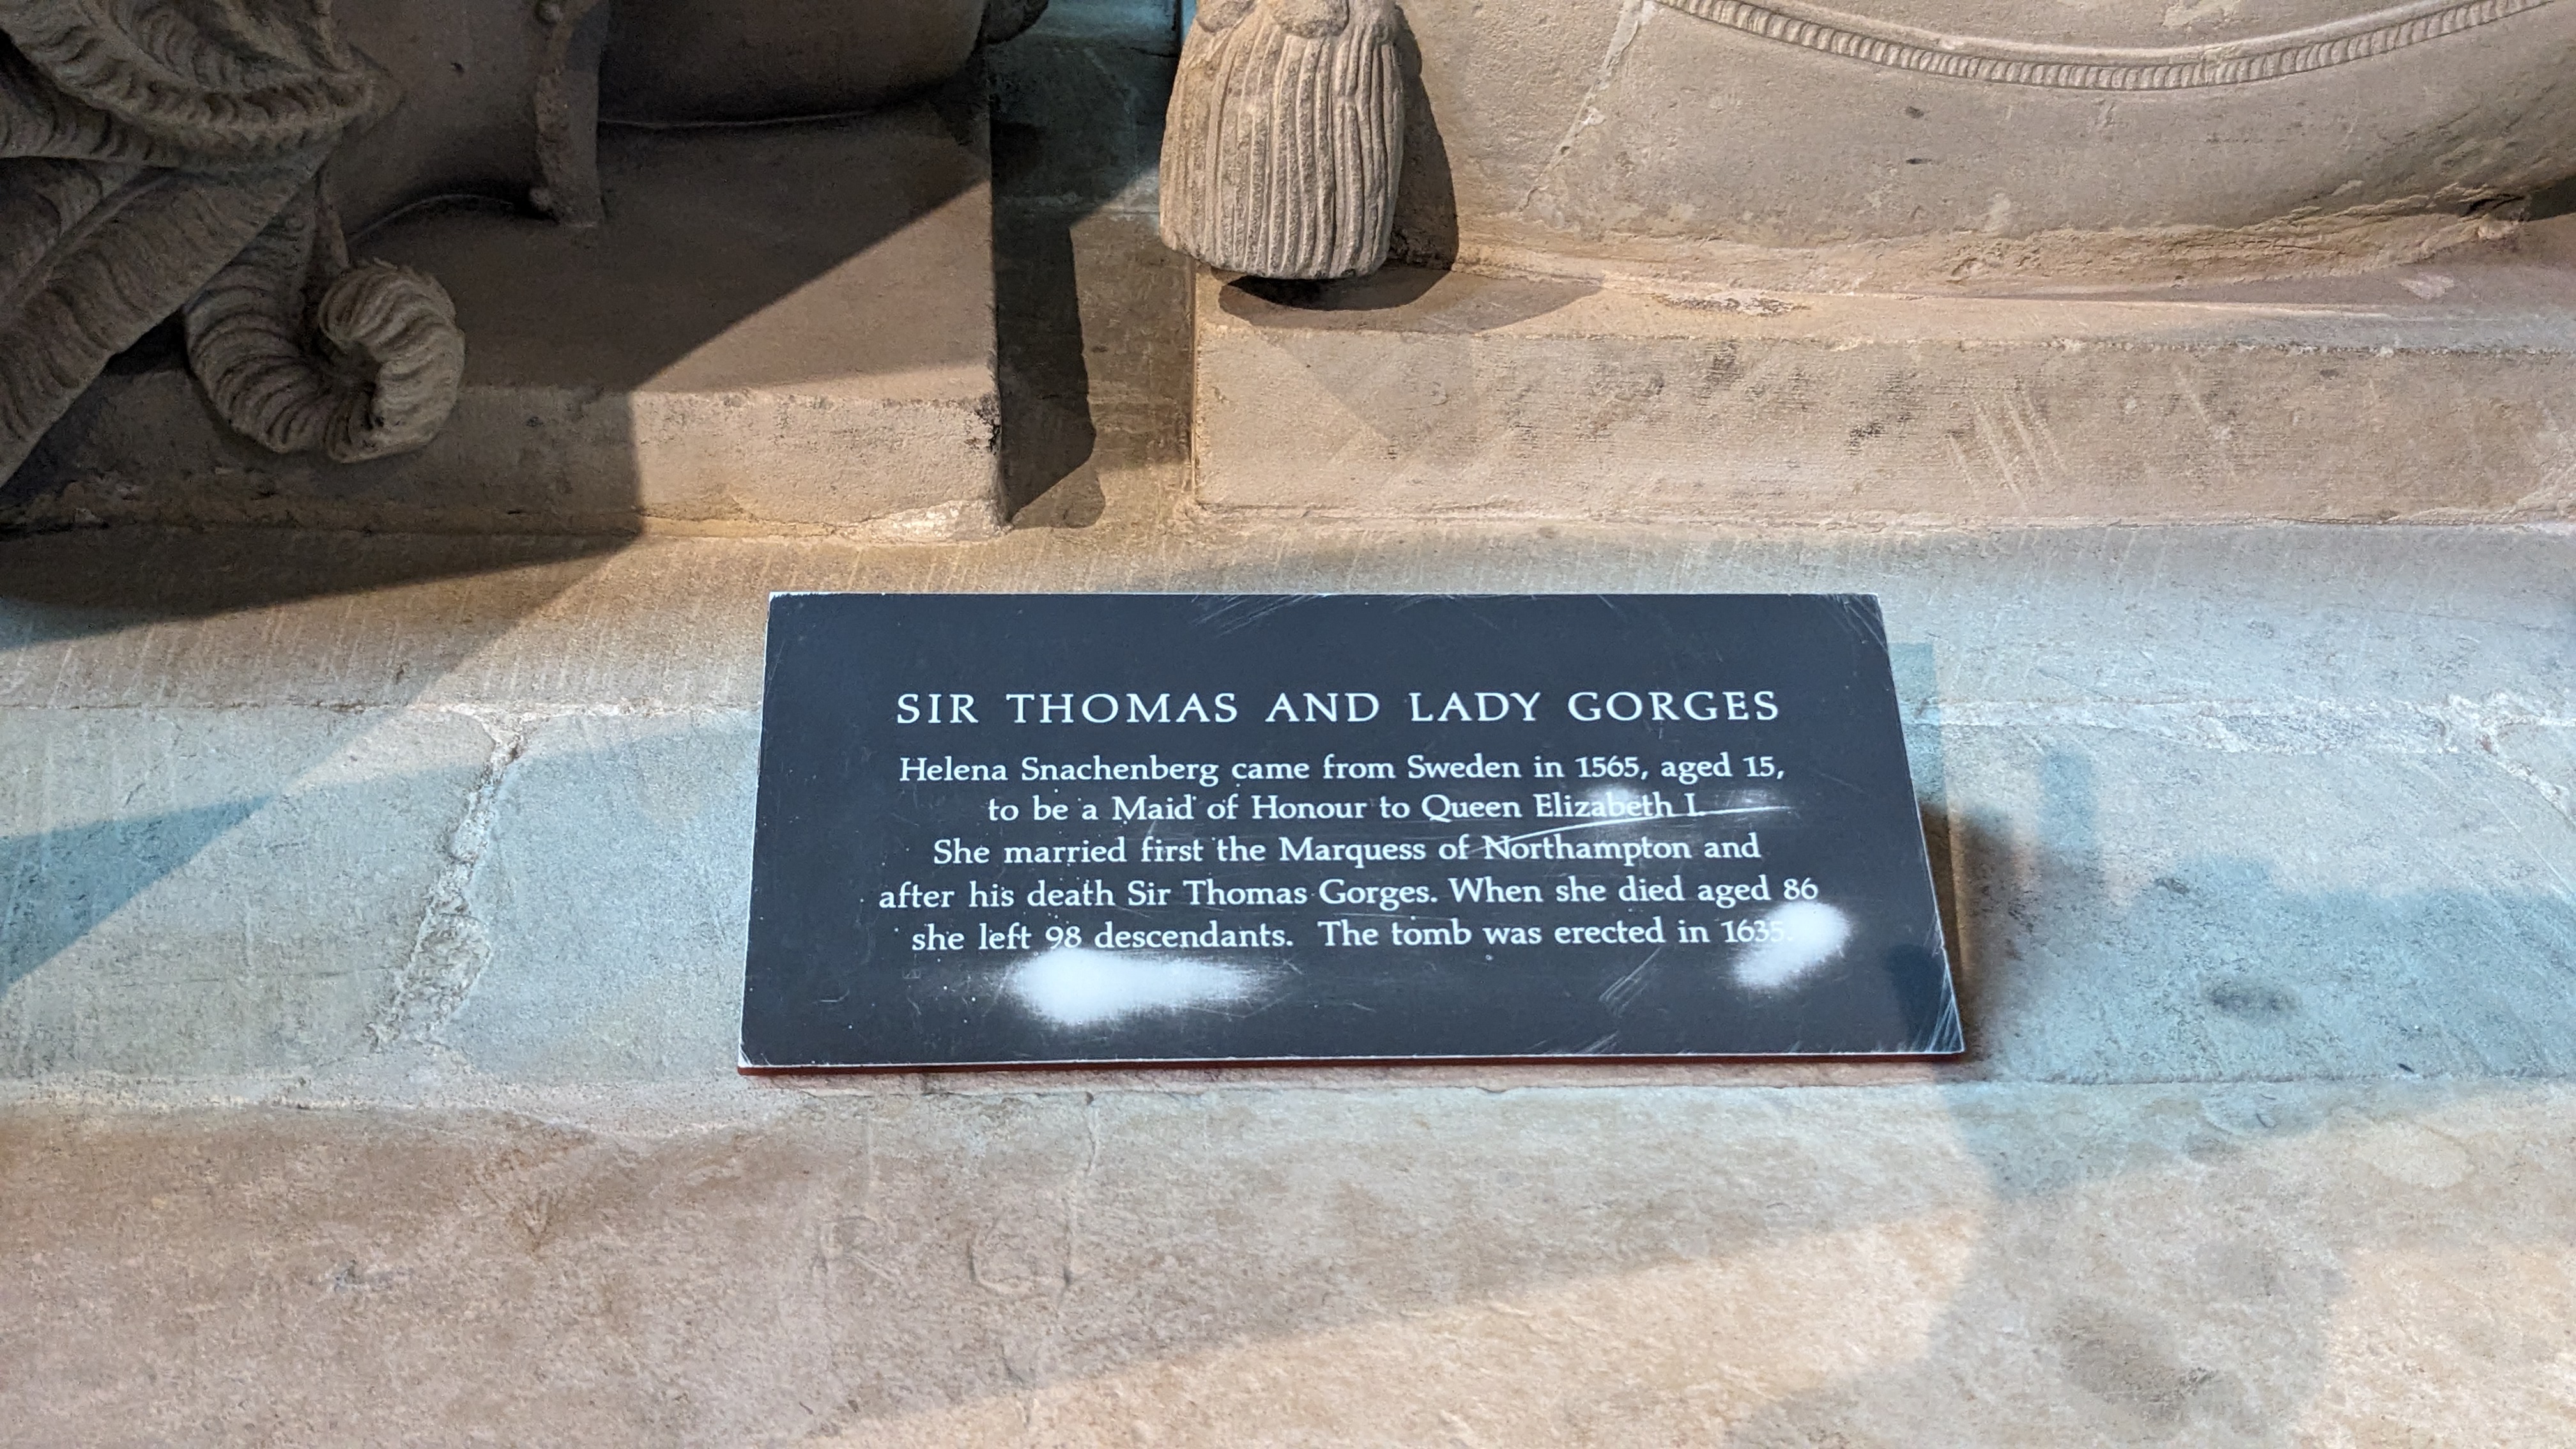 SIR THOMAS AND LADY GORGES
Helena Snachenberg came from Sweden in 1565, aged 15,
to be a Maid of Honour to Queen Elizabeth I.
She married first the Marquess of Northampton and
after his death Sir Thomas Gorges. When she died aged 86
she left 98 descendants. The tomb was erected in 1635.